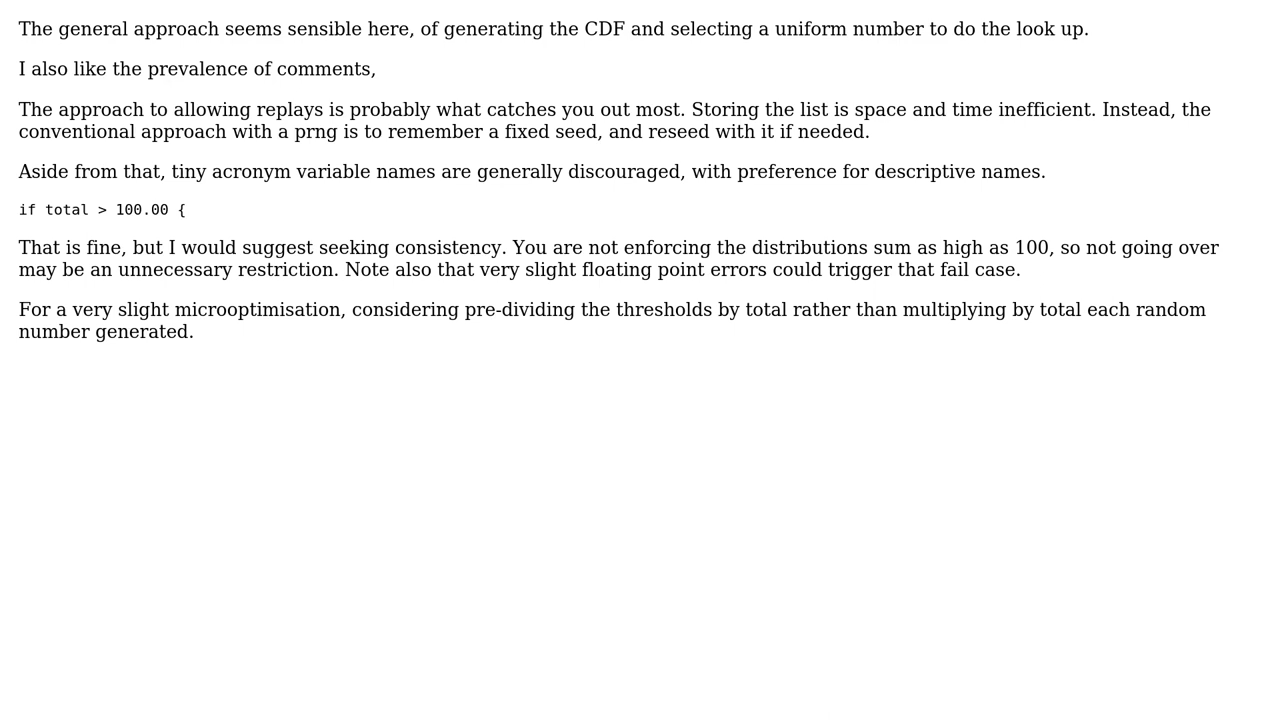 The general approach seems sensible here, of generating the CDF and selecting a uniform number to do the look up.
I also like the prevalence of comments,
The approach to allowing replays is probably what catches you out most. Storing the list is space and time inefficient. Instead, the
conventional approach with a prng is to remember a fixed seed, and reseed with it if needed.
Aside from that, tiny acronym variable names are generally discouraged, with preference for descriptive names.
if total > 100.00 {
That is fine, but I would suggest seeking consistency. You are not enforcing the distributions sum as high as 100, so not going over
may be an unnecessary restriction. Note also that very slight floating point errors could trigger that fail case.
For a very slight microoptimisation, considering pre-dividing the thresholds by total rather than multiplying by total each random
number generated.